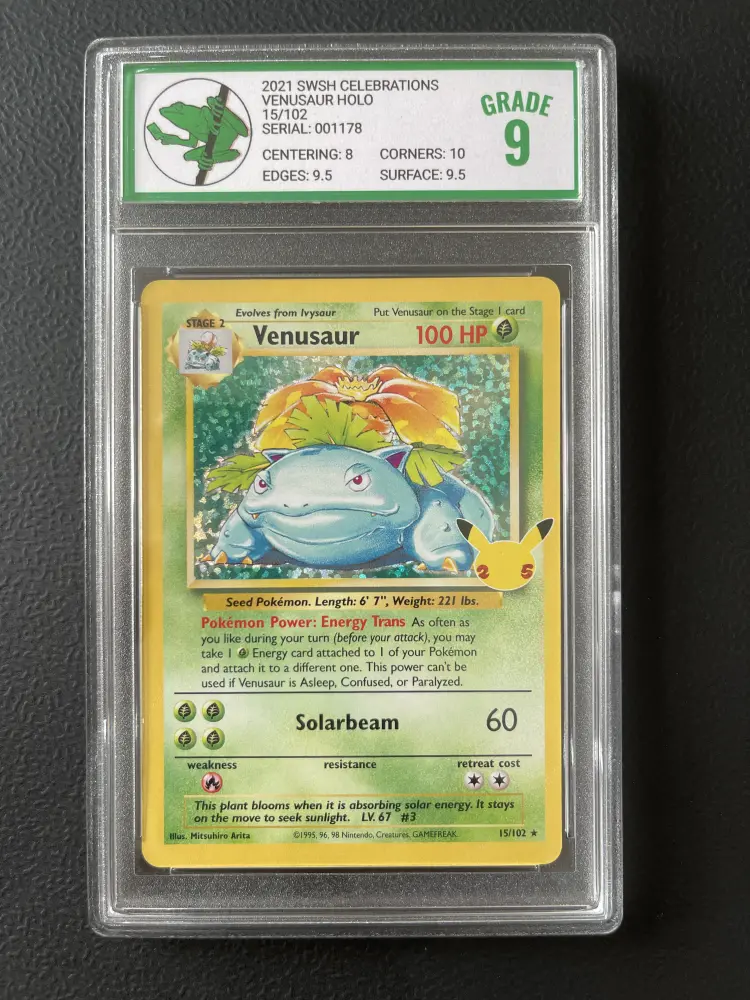 2021 SWSH CELEBRATIONS
VENUSAUR HOLO
15/102
SERIAL: 001178
CENTERING: 8 CORNERS: 10
EDGES: 9.5 SURFACE: 9.5
GRADE
9
Evolves from Ivysaur Put Venusaur on the Stage 1 card
STAGE 2
Venusaur 100 HP
25
Seed Pokémon. Length: 6' 7", Weight: 221 lbs.
Pokémon Power: Energy Trans As often as
you like during your turn (before your attack), you may
take 1 Energy card attached to 1 of your Pokémon
and attach it to a different one. This power can't be
used if Venusaur is Asleep, Confused, or Paralyzed.
Solarbeam 60
weakness resistance retreat cost
This plant blooms when it is absorbing solar energy. It stays
on the move to seek sunlight. LV. 67 #3
Illus. Mitsuhiro Arita ©1995, 96, 98 Nintendo, Creatures, GAMEFREAK. 15/102 ★